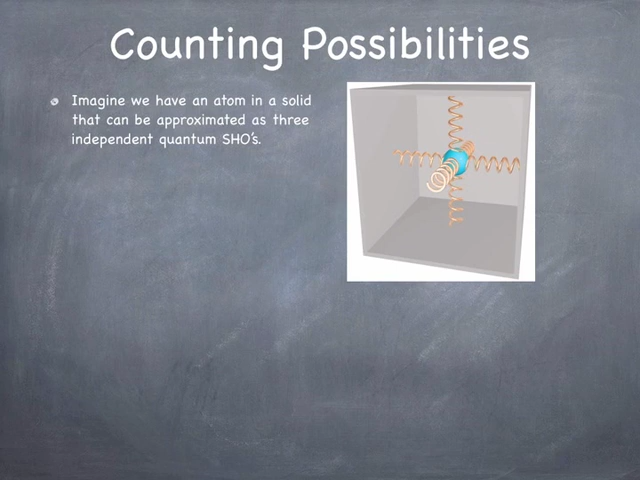 Counting Possibilities
Imagine we have an atom in a solid
that can be approximated as three
independent quantum SHO's.